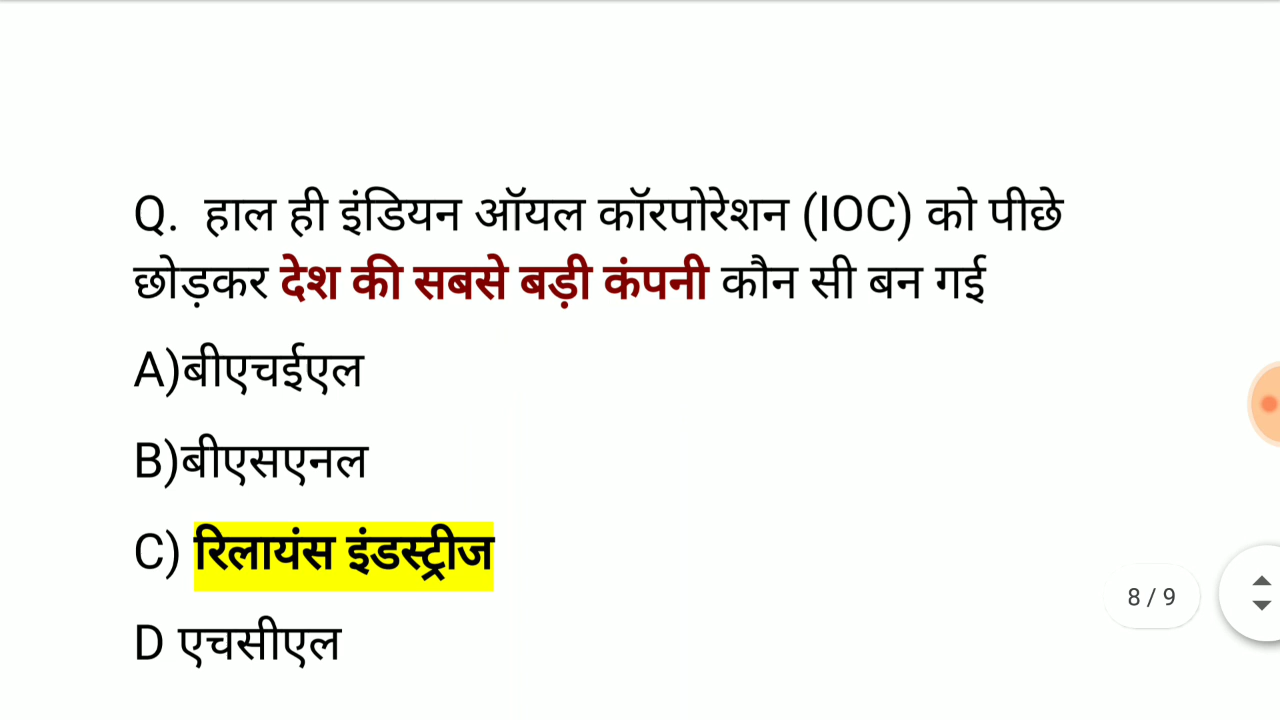 Q. हाल ही इंडियन ऑयल कॉरपोरेशन (IOC) को पीछे
छोड़कर देश की सबसे बड़ी कंपनी कौन सी बन गई
A)बीएचईएल
B)बीएसएनल
C) रिलायंस इंडस्ट्रीज
D एचसीएल
8 / 9